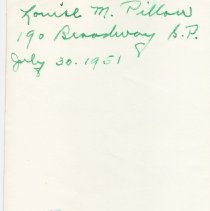 Louise M. Pillow
190 Broadway B.P.
July 30. 1951